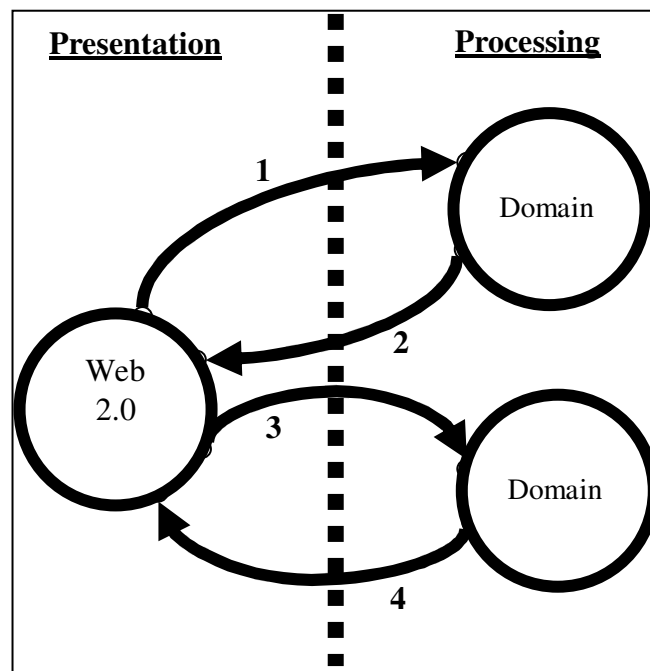 Presentation
Processing
1
Domain
2
Web
2.0
3
Domain
4